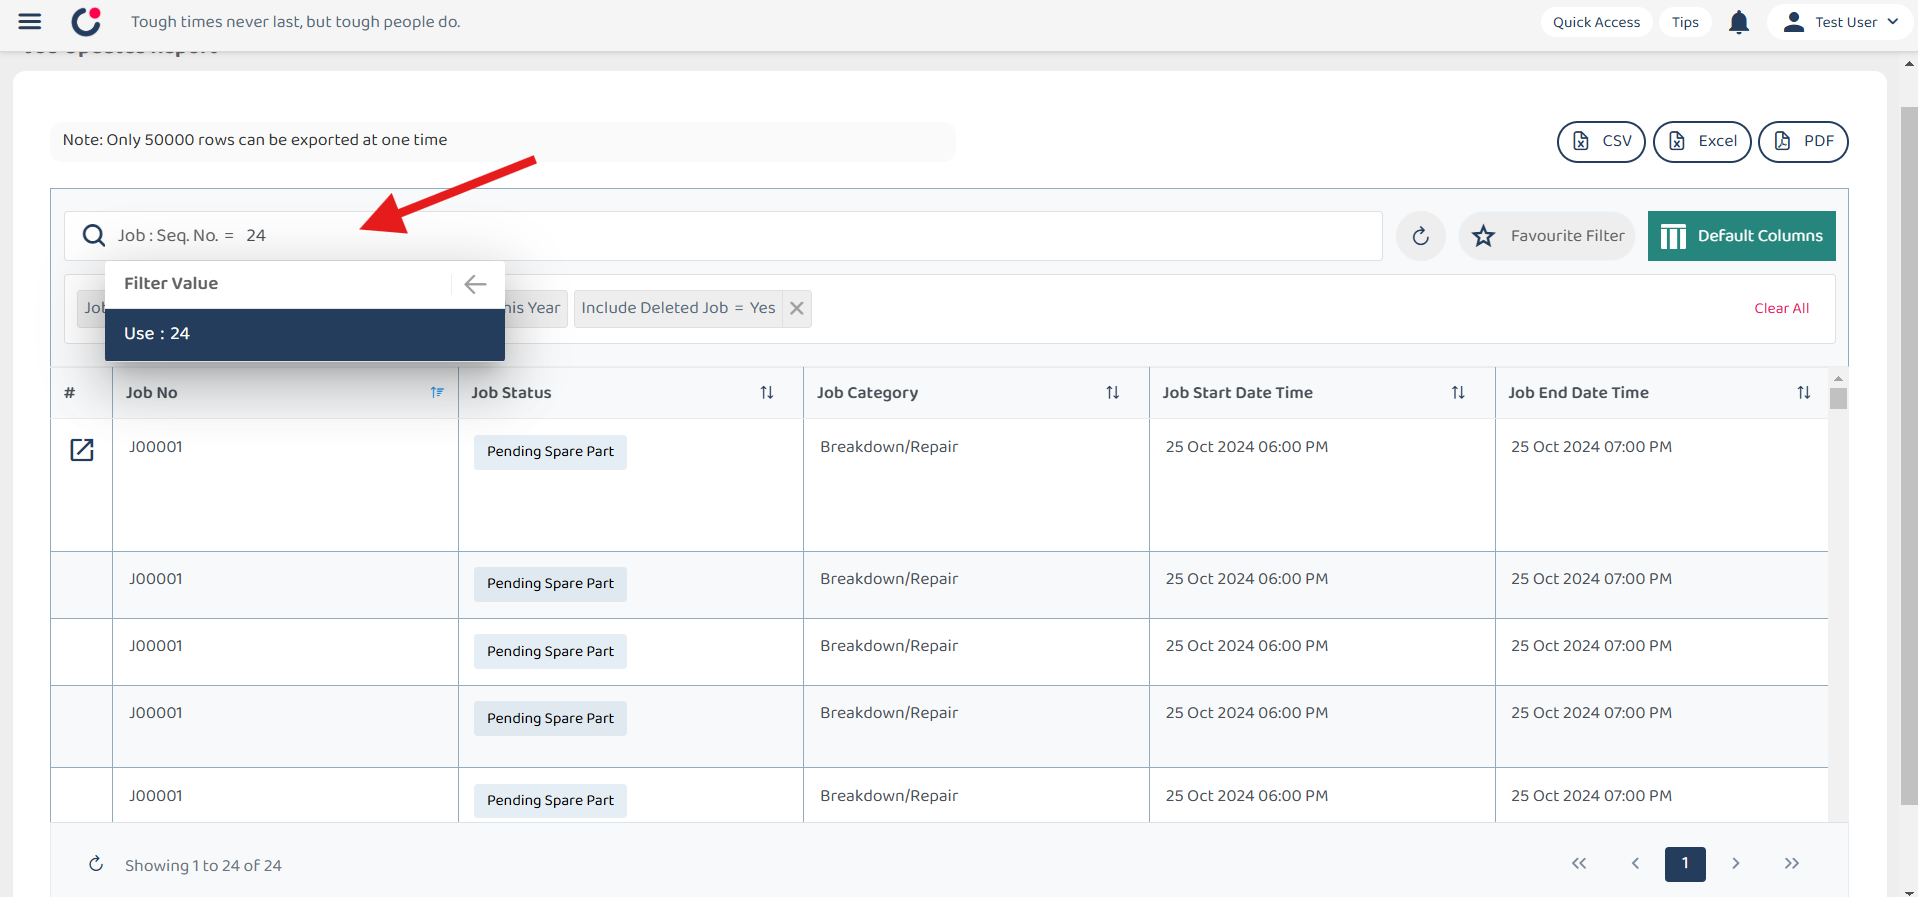 Tough times never last, but tough people do.
Quick Access
Tips
Test User
Job Updates Report
Note: Only 50000 rows can be exported at one time
CSV
Excel
PDF
Job : Seq. No. = 24
Favourite Filter
Default Columns
Filter Value
Use : 24
Job
his Year
Include Deleted Job = Yes
Clear All
# Job No Job Status Job Category Job Start Date Time Job End Date Time
J00001 Pending Spare Part Breakdown/Repair 25 Oct 2024 06:00 PM 25 Oct 2024 07:00 PM
J00001 Pending Spare Part Breakdown/Repair 25 Oct 2024 06:00 PM 25 Oct 2024 07:00 PM
J00001 Pending Spare Part Breakdown/Repair 25 Oct 2024 06:00 PM 25 Oct 2024 07:00 PM
J00001 Pending Spare Part Breakdown/Repair 25 Oct 2024 06:00 PM 25 Oct 2024 07:00 PM
J00001 Pending Spare Part Breakdown/Repair 25 Oct 2024 06:00 PM 25 Oct 2024 07:00 PM
Showing 1 to 24 of 24
1